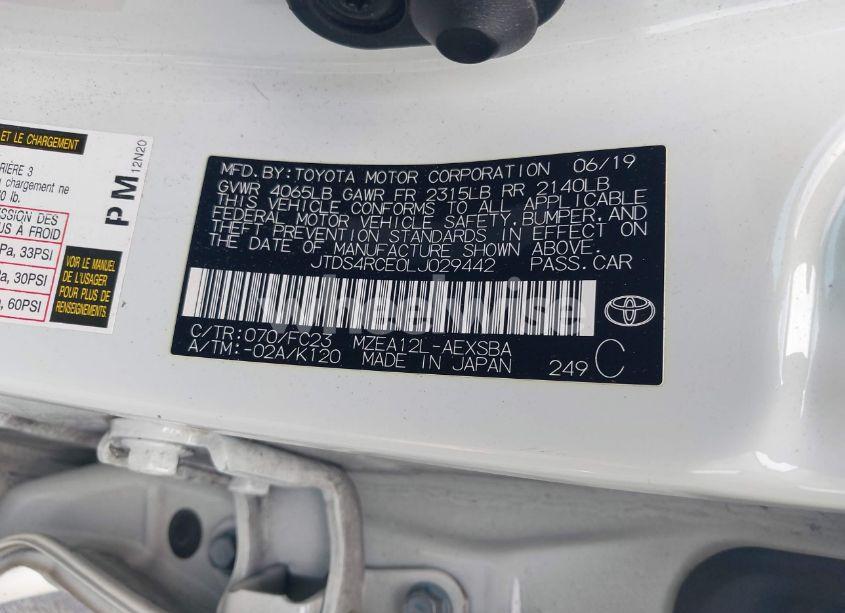 ET LE CHARGEMENT
RIÈRE 3
chargement ne
0 lb.
PM
12N20
ESSION DES
US À FROID
Pa, 33PSI
Pa, 30PSI
, 60PSI
VOIR LE MANUEL
DE L'USAGER
POUR PLUS DE
RENSEIGNEMENTS
MFD.BY:TOYOTA MOTOR CORPORATION 06/19
GVWR 4065LB GAWR FR 2315LB RR 2140LB
THIS VEHICLE CONFORMS TO ALL APPLICABLE
FEDERAL MOTOR VEHICLE SAFETY,BUMPER,AND
THEFT PREVENTION STANDARDS IN EFFECT ON
THE DATE OF MANUFACTURE SHOWN ABOVE.
JTDS4RCE0LJ029442 PASS.CAR
wheelwise
C/TR:070/FC23 MZEA12L-AEXSBA
A/TM:-02A/K120 MADE IN JAPAN 249 C